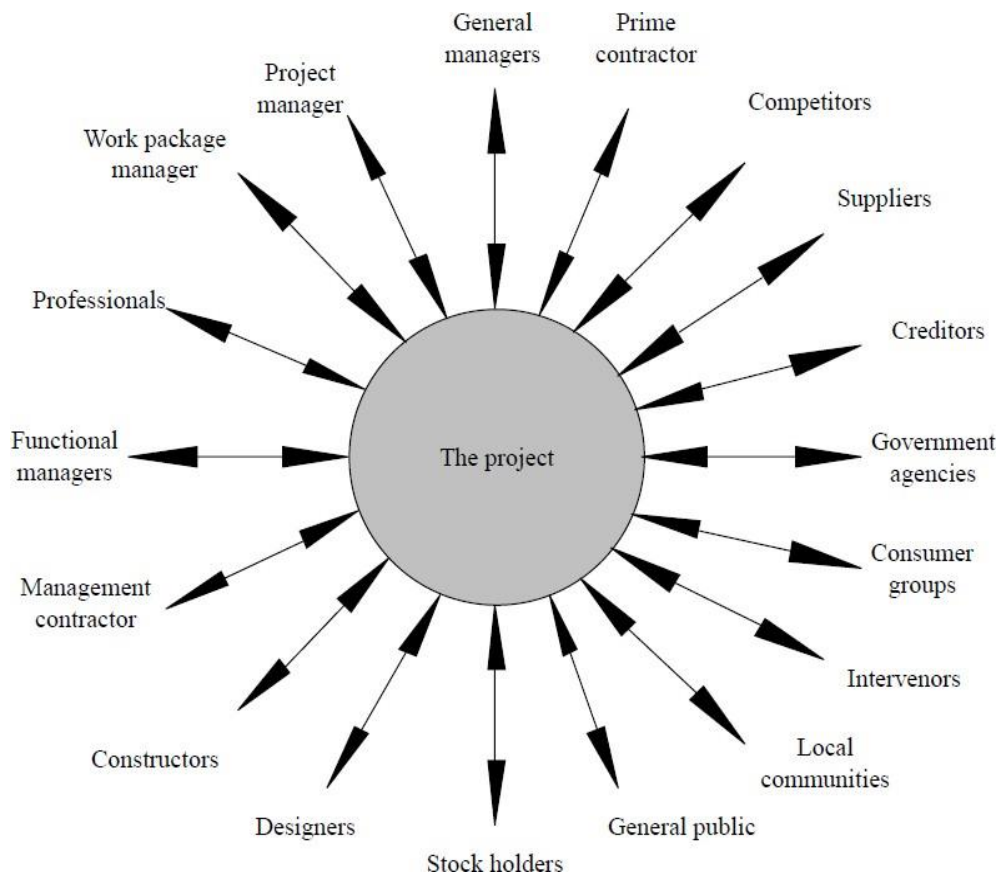 General
managers
Prime
contractor
Project
manager
Competitors
Work package
manager
Suppliers
Professionals
Creditors
Functional
managers
The project
Government
agencies
Management
contractor
Consumer
groups
Intervenors
Constructors
Local
communities
Designers
General public
Stock holders